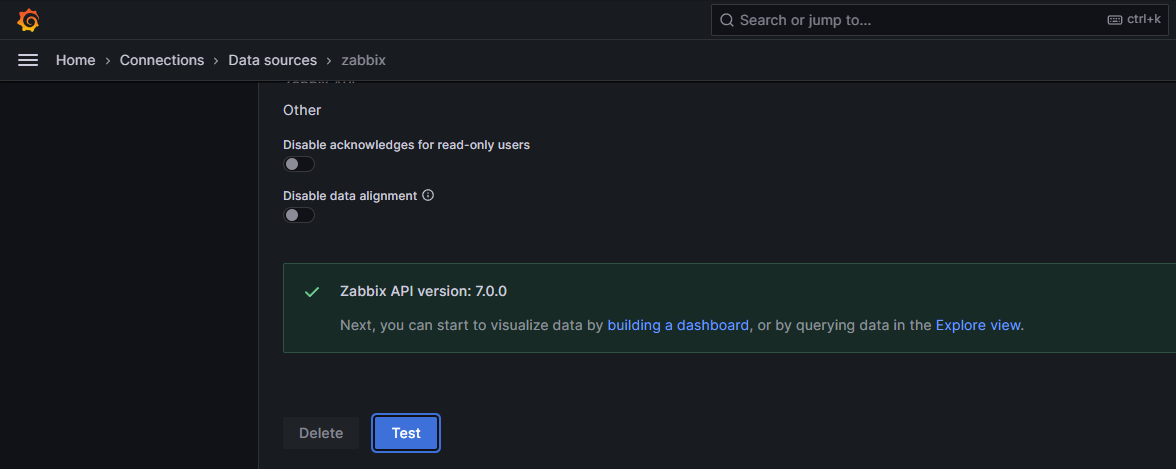 Search or jump to...
ctrl+k
Home › Connections › Data sources › zabbix
Other
Disable acknowledges for read-only users
Disable data alignment
Zabbix API version: 7.0.0
Next, you can start to visualize data by building a dashboard, or by querying data in the Explore view.
Delete
Test